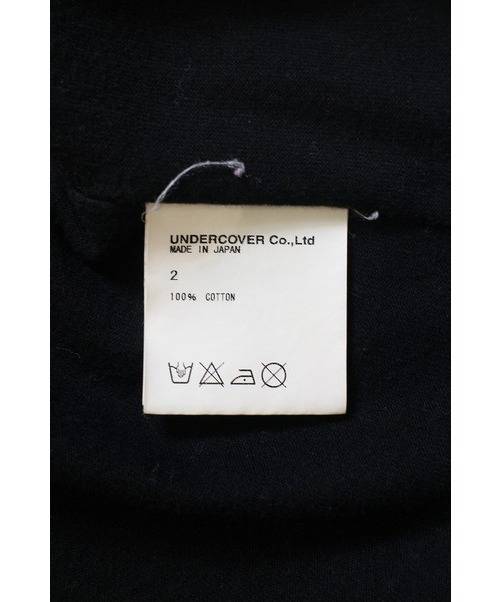 UNDERCOVER Co.,Ltd
MADE IN JAPAN
2
100% COTTON